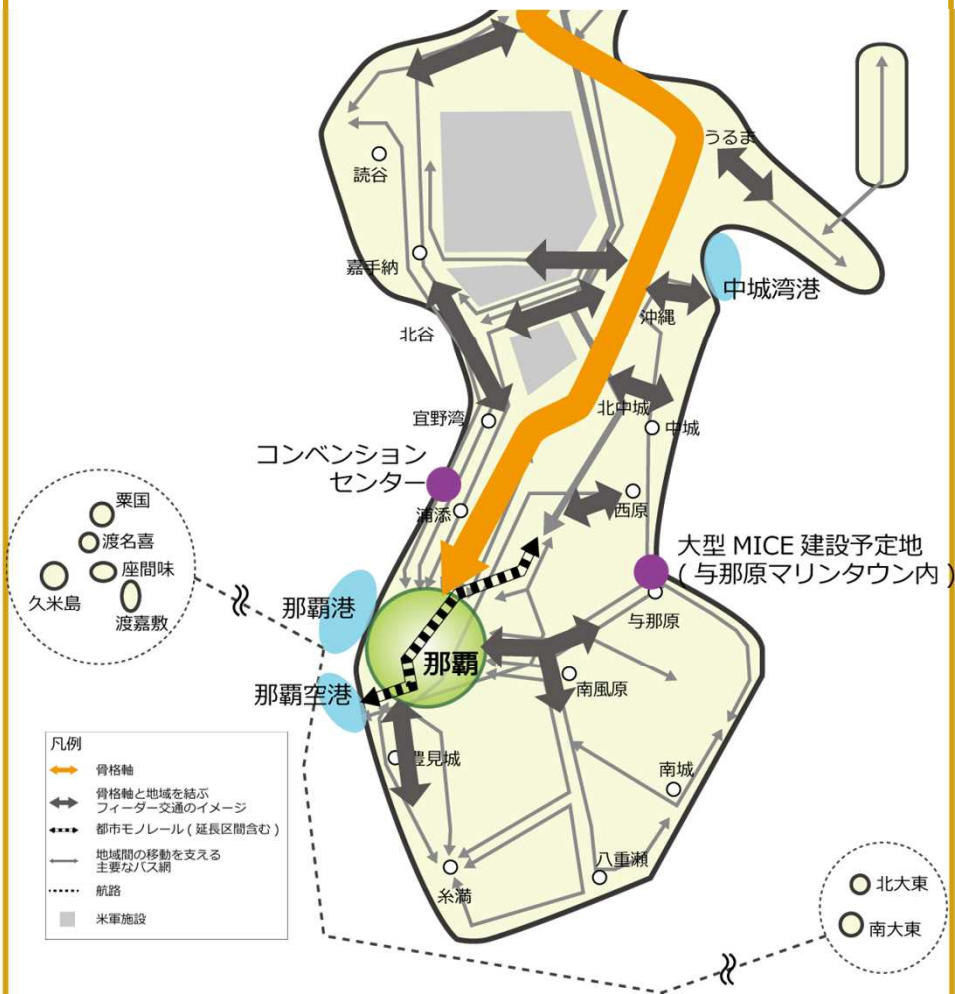 うるま
読谷
嘉手納
中城湾港
沖縄
北谷
北中城
宜野湾
中城
コンベンション
センター
浦添
西原
粟国
渡名喜
座間味
久米島
渡嘉敷
大型 MICE 建設予定地
( 与那原マリンタウン内 )
那覇港
与那原
那覇
那覇空港
南風原
凡例
骨格軸
骨格軸と地域を結ぶ
フィーダー交通のイメージ
都市モノレール ( 延長区間含む )
地域間の移動を支える
主要なバス網
航路
米軍施設
豊見城
南城
八重瀬
糸満
北大東
南大東